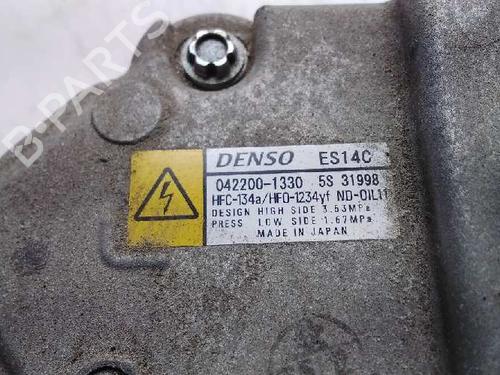 DENSO ES14C
042200-1330 5S 31998
HFC-134a/HFO-1234yf ND-OIL11
DESIGN HIGH SIDE 3.53MPa
PRESS LOW SIDE 1.67MPa
MADE IN JAPAN
B-PARTS